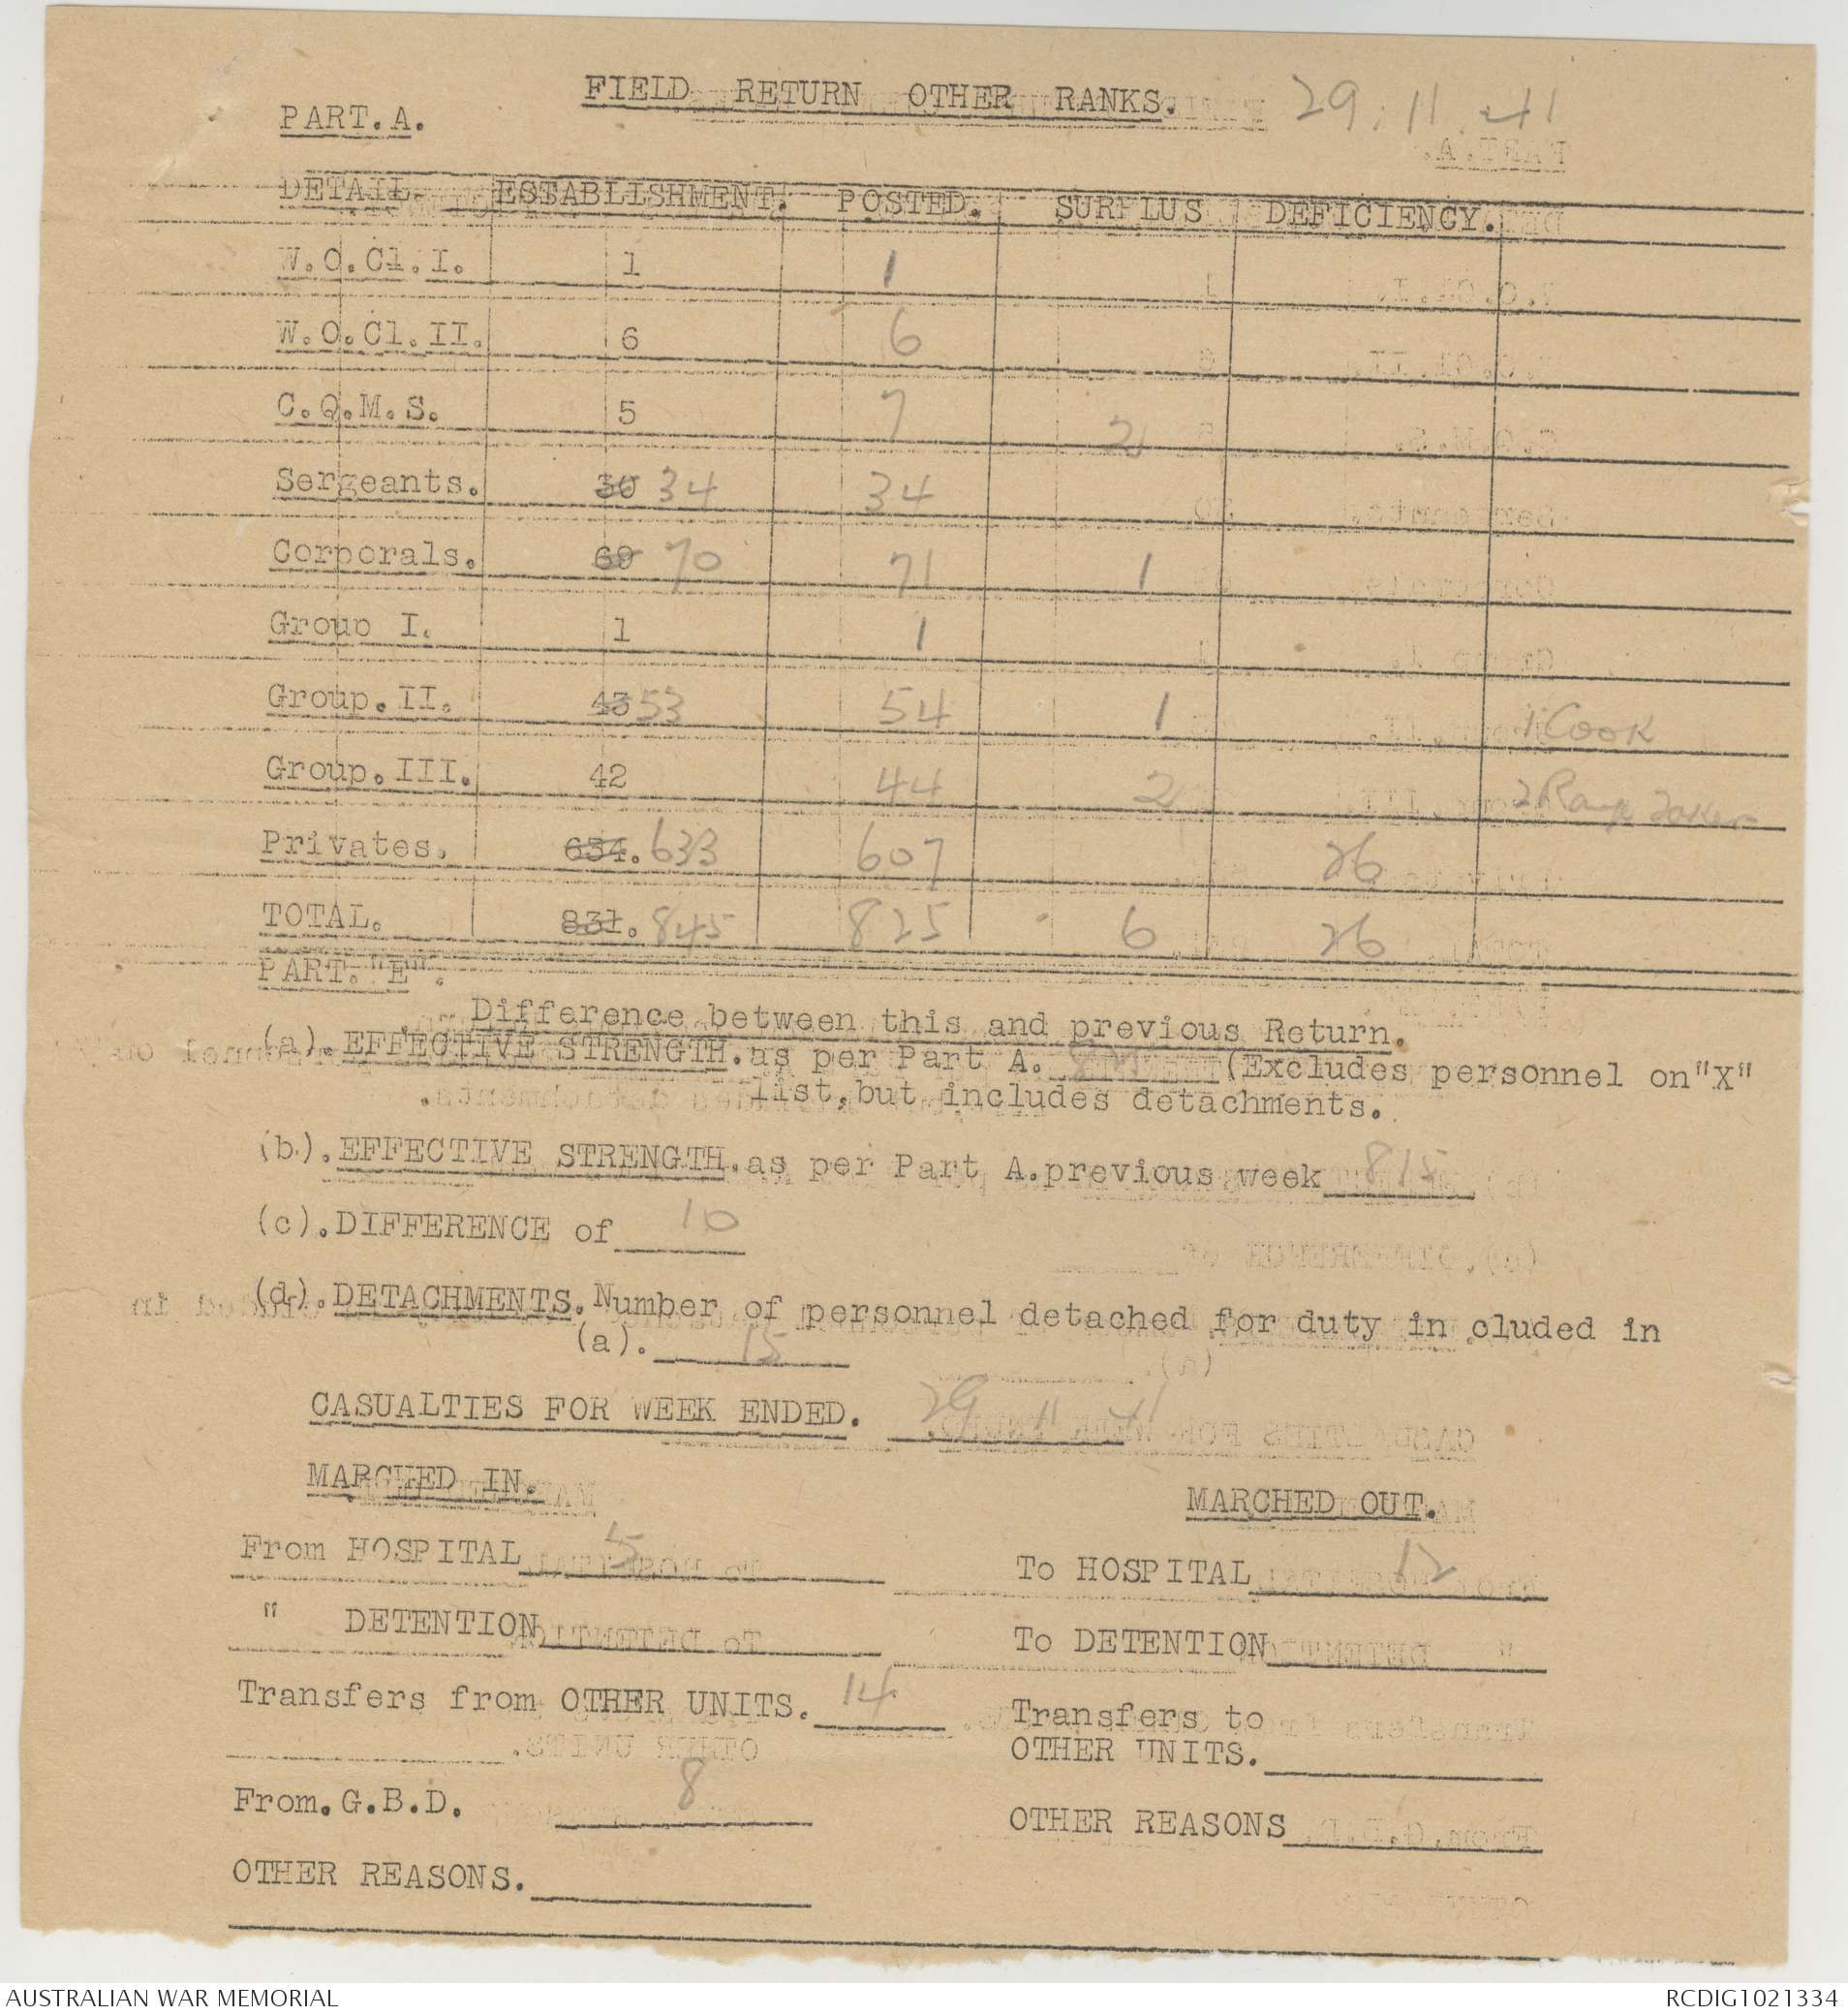 FIELD RETURN OTHER RANKS. 29.11.41
PART.A.
DETAIL. ESTABLISHMENT. POSTED. SURPLUS DEFICIENCY.
W.O.Cl.I. 1 1
W.O.Cl.II. 6 6
C.Q.M.S. 5 7 2
Sergeants. 30 34 34
Corporals. 69 70 71 1
Group I. 1 1
Group.II. 43 53 54 1 1 Cook
Group.III. 42 44 2 2 Range Takers
Privates. 634. 633 607 26
TOTAL. 831. 845 825 6 26
PART. "E".
Difference between this and previous Return.
(a).EFFECTIVE STRENGTH.as per Part A. (Excludes personnel on"X"
list,but includes detachments.
(b).EFFECTIVE STRENGTH.as per Part A.previous week 815
(c).DIFFERENCE of 10
(d).DETACHMENTS.Number of personnel detached for duty in cluded in
(a). 15
CASUALTIES FOR WEEK ENDED. 29 11 41
MARCHED IN.
MARCHED OUT.
From HOSPITAL 5 To HOSPITAL 12
" DETENTION To DETENTION
Transfers from OTHER UNITS. 14 Transfers to
OTHER UNITS.
From.G.B.D. 8
OTHER REASONS
OTHER REASONS.
AUSTRALIAN WAR MEMORIAL RCDIG1021334